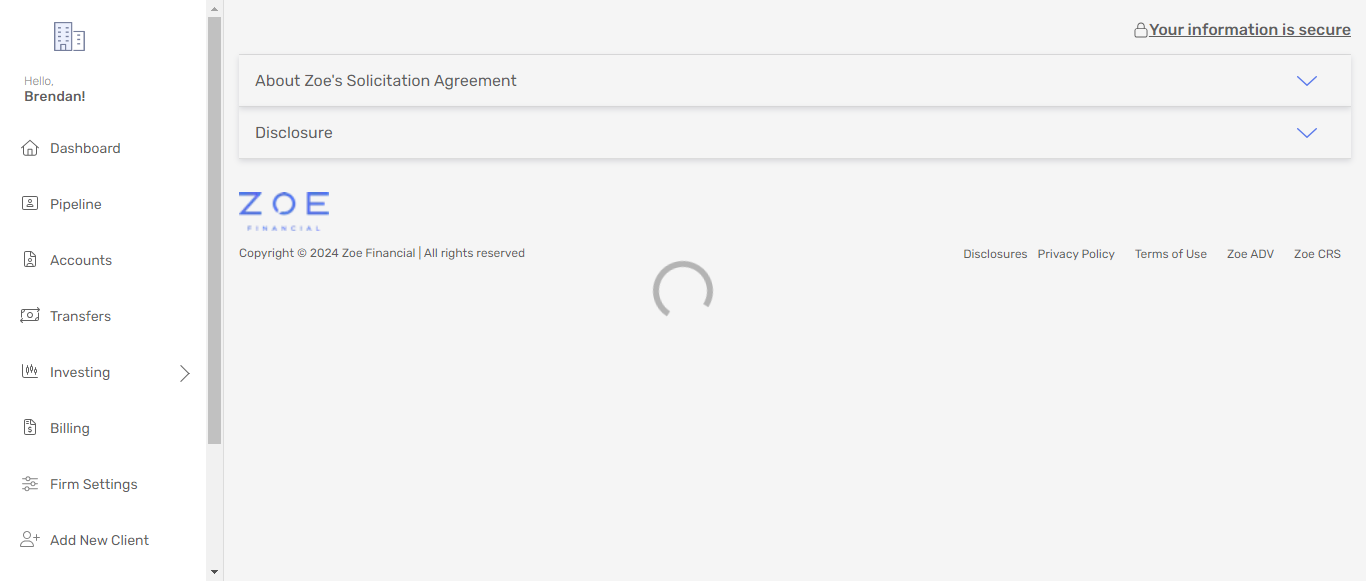 Hello,
Brendan!
Dashboard
Pipeline
Accounts
Transfers
Investing
Billing
Firm Settings
Add New Client
Your information is secure
About Zoe's Solicitation Agreement
Disclosure
ZOE
FINANCIAL
Copyright © 2024 Zoe Financial | All rights reserved
Disclosures Privacy Policy Terms of Use Zoe ADV Zoe CRS